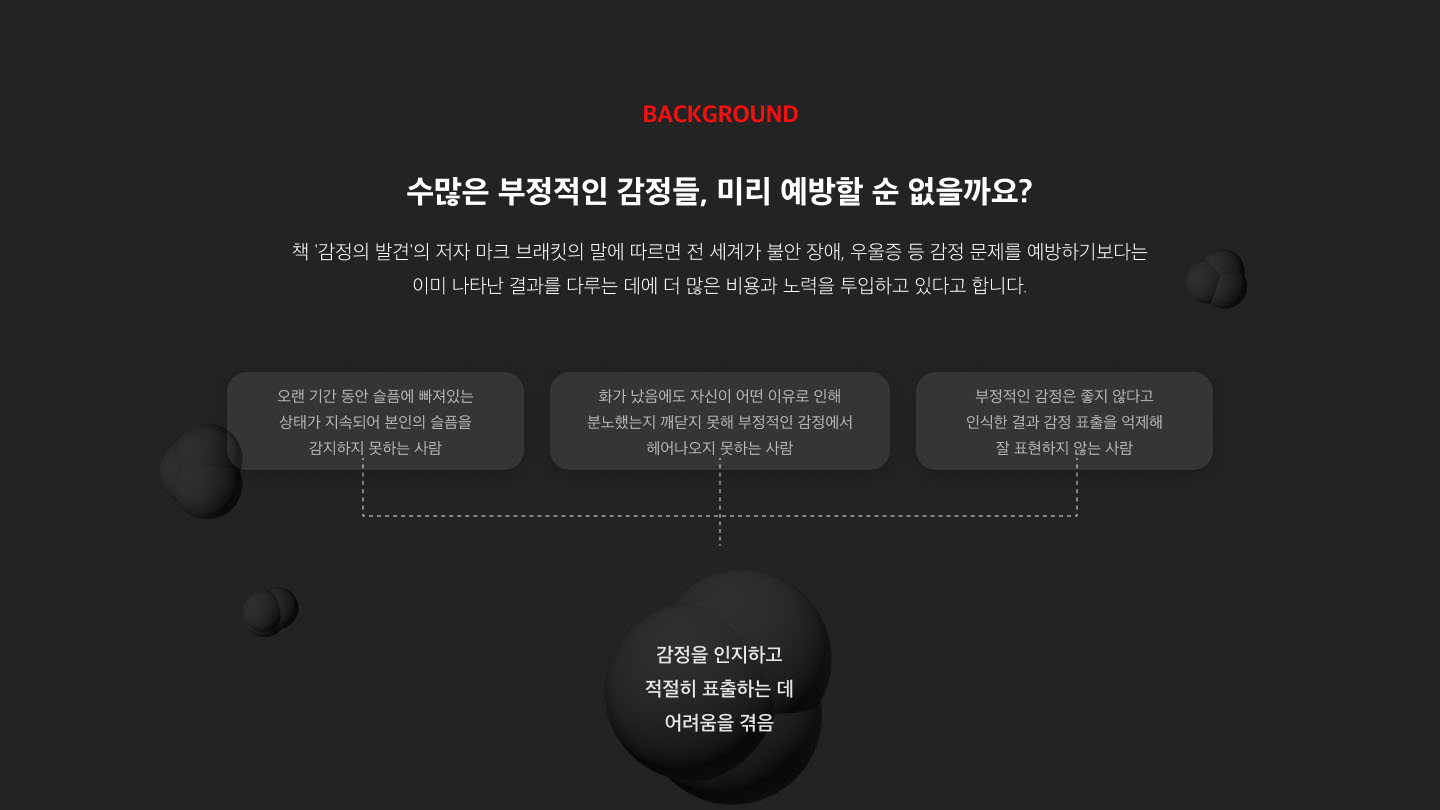 BACKGROUND
수많은 부정적인 감정들, 미리 예방할 순 없을까요?
책 '감정의 발견'의 저자 마크 브래킷의 말에 따르면 전 세계가 불안 장애, 우울증 등 감정 문제를 예방하기보다는
이미 나타난 결과를 다루는 데에 더 많은 비용과 노력을 투입하고 있다고 합니다.
오랜 기간 동안 슬픔에 빠져있는
상태가 지속되어 본인의 슬픔을
감지하지 못하는 사람
화가 났음에도 자신이 어떤 이유로 인해
분노했는지 깨닫지 못해 부정적인 감정에서
헤어나오지 못하는 사람
부정적인 감정은 좋지 않다고
인식한 결과 감정 표출을 억제해
잘 표현하지 않는 사람
감정을 인지하고
적절히 표출하는 데
어려움을 겪음